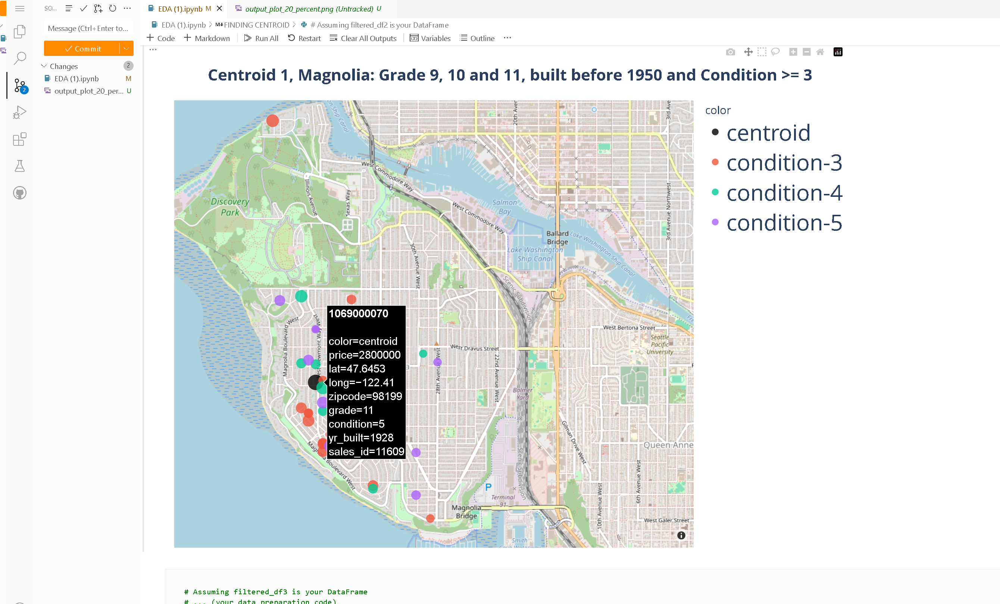 SO...
EDA (1).ipynb M
output_plot_20_percent.png (Untracked) U
Message (Ctrl+Enter to...
Commit
Changes
2
EDA (1).ipynb M
output_plot_20_per... U
2
EDA (1).ipynb > M↓ FINDING CENTROID > # Assuming filtered_df2 is your DataFrame
+ Code + Markdown Run All Restart Clear All Outputs Variables Outline ...
Centroid 1, Magnolia: Grade 9, 10 and 11, built before 1950 and Condition >= 3
color
centroid
condition-3
condition-4
condition-5
on Ship Canal
20th Aven
3rd Ave
West Commodore Way
Illinois Avenue
Texas Way
Discovery
Park
West Commodore Way
Salmon
Bay
3rd Avenue Northwest
Ballard
Bridge
Lake Washington Ship Canal
Lake Washington
Ship Canal
30th Avenue West
Scenic Subdivision
Magnolia Boulevard West
West Viewmont Way West
1069000070
color=centroid
price=2800000
lat=47.6453
long=−122.41
zipcode=98199
grade=11
condition=5
yr_built=1928
sales_id=11609
West Bertona Street
Seattle
Pacific
University
West Dravus Street
28th Avenue West
22nd Avenue West
Balmer
Yard
Gilman Drive West
Queen Anne
Magnolia Boulevard West
Scenic Subdivision
P
Terminal
91
10th Avenue West
6th Avenue West
Magnolia
Bridge
West Galer Street
Smith
Cove Waterway
# Assuming filtered_df3 is your DataFrame
# ... (your data preparation code)